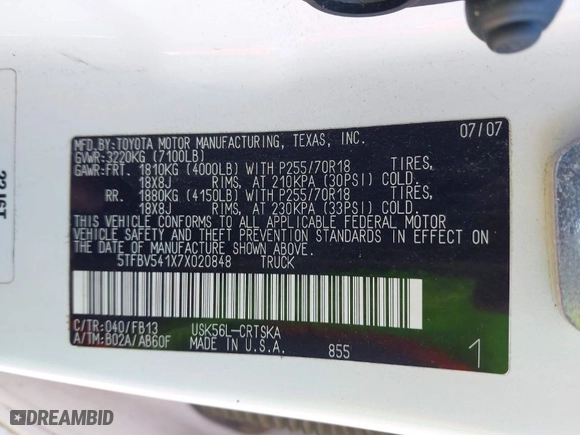 MFD.BY:TOYOTA MOTOR MANUFACTURING, TEXAS, INC. 07/07
GVWR:3220KG (7100LB)
GAWR:FRT. 1810KG (4000LB) WITH P255/70R18 TIRES,
18X8J RIMS, AT 210KPA (30PSI) COLD.
RR. 1880KG (4150LB) WITH P255/70R18 TIRES,
18X8J RIMS, AT 230KPA (33PSI) COLD.
THIS VEHICLE CONFORMS TO ALL APPLICABLE FEDERAL MOTOR
VEHICLE SAFETY AND THEFT PREVENTION STANDARDS IN EFFECT
ON THE DATE OF MANUFACTURE SHOWN ABOVE.
5TFBV541X7X020848 TRUCK
C/TR:040/FB13 USK56L-CRTSKA
A/TM:B02A/AB60F MADE IN U.S.A. 855 1
DREAMBID